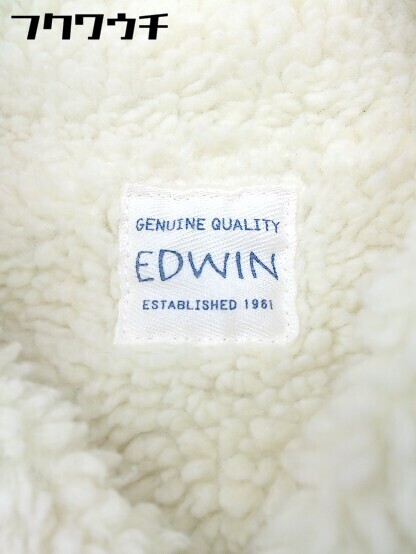 フクワウチ
GENUINE QUALITY
EDWIN
ESTABLISHED 1961